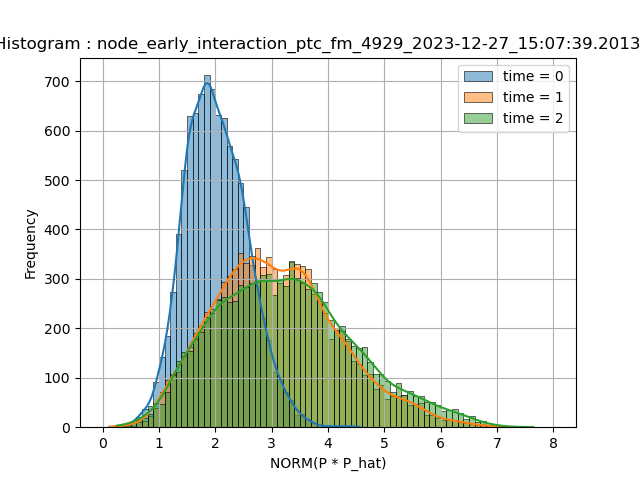 Histogram : node_early_interaction_ptc_fm_4929_2023-12-27_15:07:39.2013
time = 0
time = 1
time = 2
Frequency
700
600
500
400
300
200
100
0
0 1 2 3 4 5 6 7 8
NORM(P * P_hat)